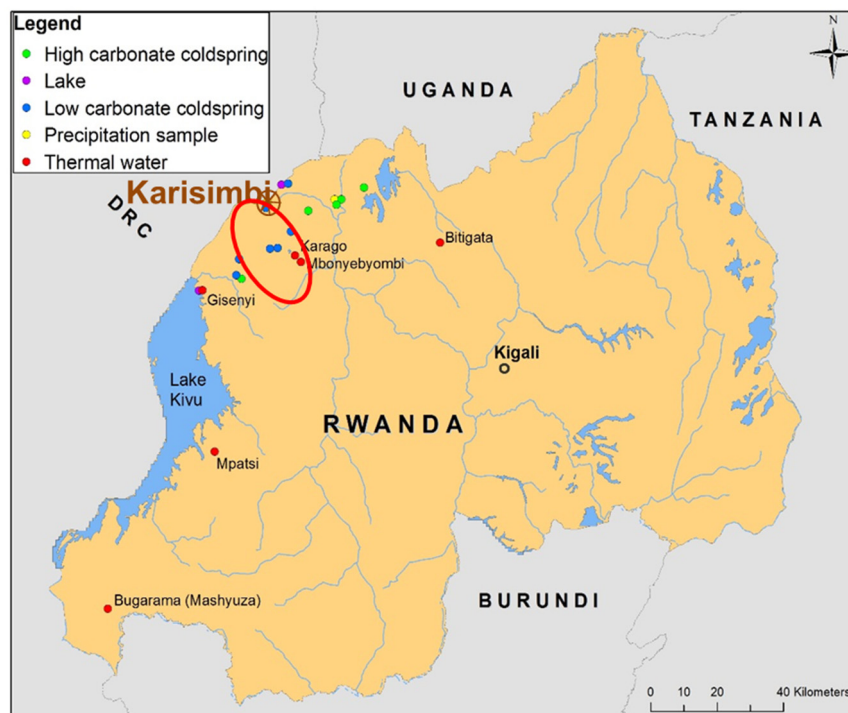 Legend
High carbonate coldspring
Lake
Low carbonate coldspring
Precipitation sample
Thermal water
N
UGANDA
TANZANIA
Karisimbi
DRC
Karago
Mbonyebyombi
Bitigata
Gisenyi
Kigali
Lake
Kivu
RWANDA
Mpatsi
Bugarama (Mashyuza)
BURUNDI
0 10 20 40 Kilometers